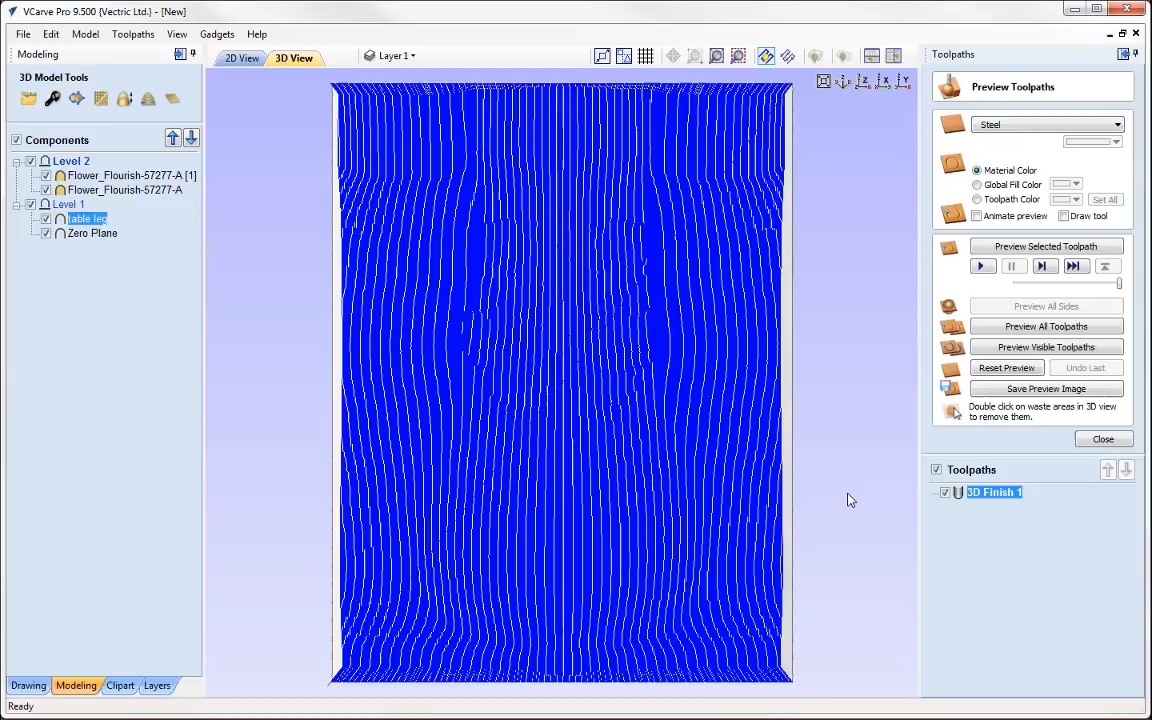 VCarve Pro 9.500 {Vectric Ltd.} - [New]
File Edit Model Toolpaths View Gadgets Help
Modeling
2D View 3D View Layer 1
Toolpaths
3D Model Tools
Components
Level 2
Flower_Flourish-57277-A [1]
Flower_Flourish-57277-A
Level 1
table leg
Zero Plane
Z X Y
Preview Toolpaths
Steel
Material Color
Global Fill Color
Toolpath Color Set All
Animate preview Draw tool
Preview Selected Toolpath
Preview All Sides
Preview All Toolpaths
Preview Visible Toolpaths
Reset Preview Undo Last
Save Preview Image
Double click on waste areas in 3D view
to remove them.
Close
Toolpaths
3D Finish 1
Drawing Modeling Clipart Layers
Ready